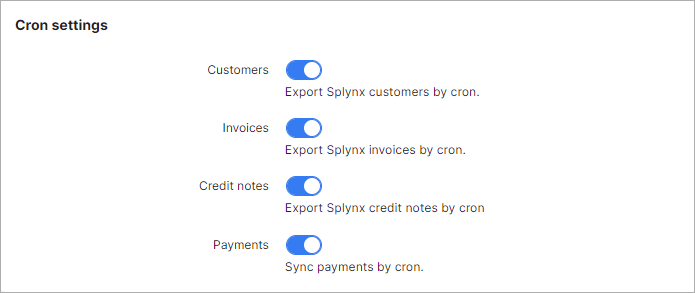 Cron settings
Customers
Export Splynx customers by cron.
Invoices
Export Splynx invoices by cron.
Credit notes
Export Splynx credit notes by cron
Payments
Sync payments by cron.